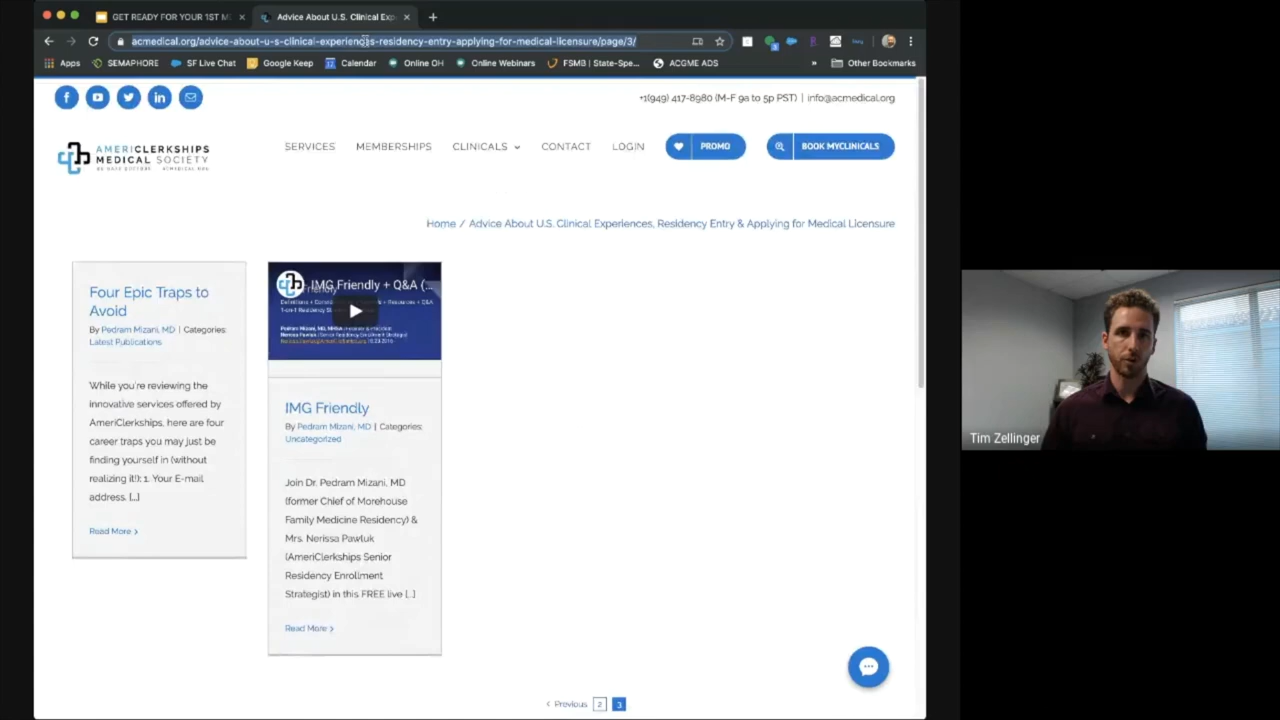 GET READY FOR YOUR 1ST M
Advice About U.S. Clinical Exp
acmedical.org/advice-about-u-s-clinical-experiences-residency-entry-applying-for-medical-licensure/page/3/
Apps SEMAPHORE SF Live Chat Google Keep Calendar Online OH Online Webinars FSMB | State-Spe... ACGME ADS » Other Bookmarks
+1(949) 417-8980 (M-F 9a to 5p PST) | info@acmedical.org
AMERICLERKSHIPS
MEDICAL SOCIETY
SERVICES MEMBERSHIPS CLINICALS CONTACT LOGIN PROMO BOOK MYCLINICALS
Home / Advice About U.S. Clinical Experiences, Residency Entry & Applying for Medical Licensure
Four Epic Traps to
Avoid
By Pedram Mizani, MD | Categories:
Latest Publications
While you're reviewing the
innovative services offered by
AmeriClerkships, here are four
career traps you may just be
finding yourself in (without
realizing it!): 1. Your E-mail
address. [...]
Read More >
IMG Friendly + Q&A (...
IMG Friendly
By Pedram Mizani, MD | Categories:
Uncategorized
Join Dr. Pedram Mizani, MD
(former Chief of Morehouse
Family Medicine Residency) &
Mrs. Nerissa Pawluk
(AmeriClerkships Senior
Residency Enrollment
Strategist) in this FREE live [...]
Read More >
Tim Zellinger
< Previous 2 3